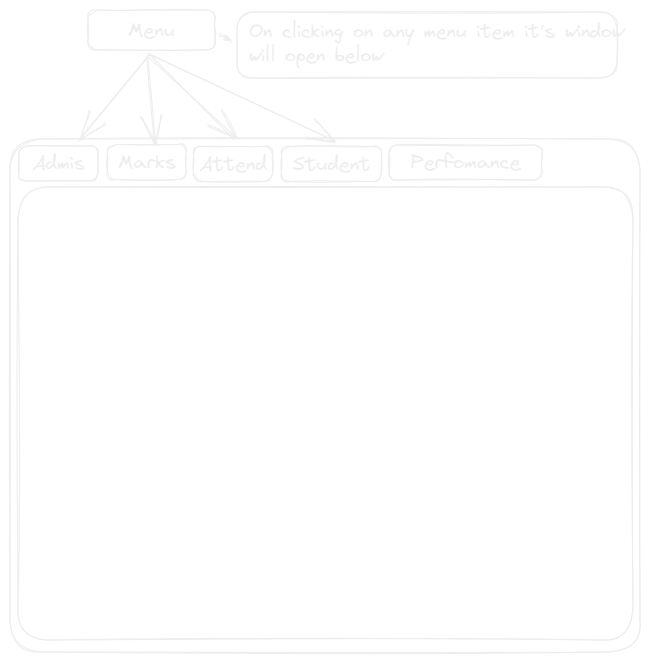 Menu
On clicking on any menu item it's window
will open below
Admis
Marks
Attend
Student
Perfomance